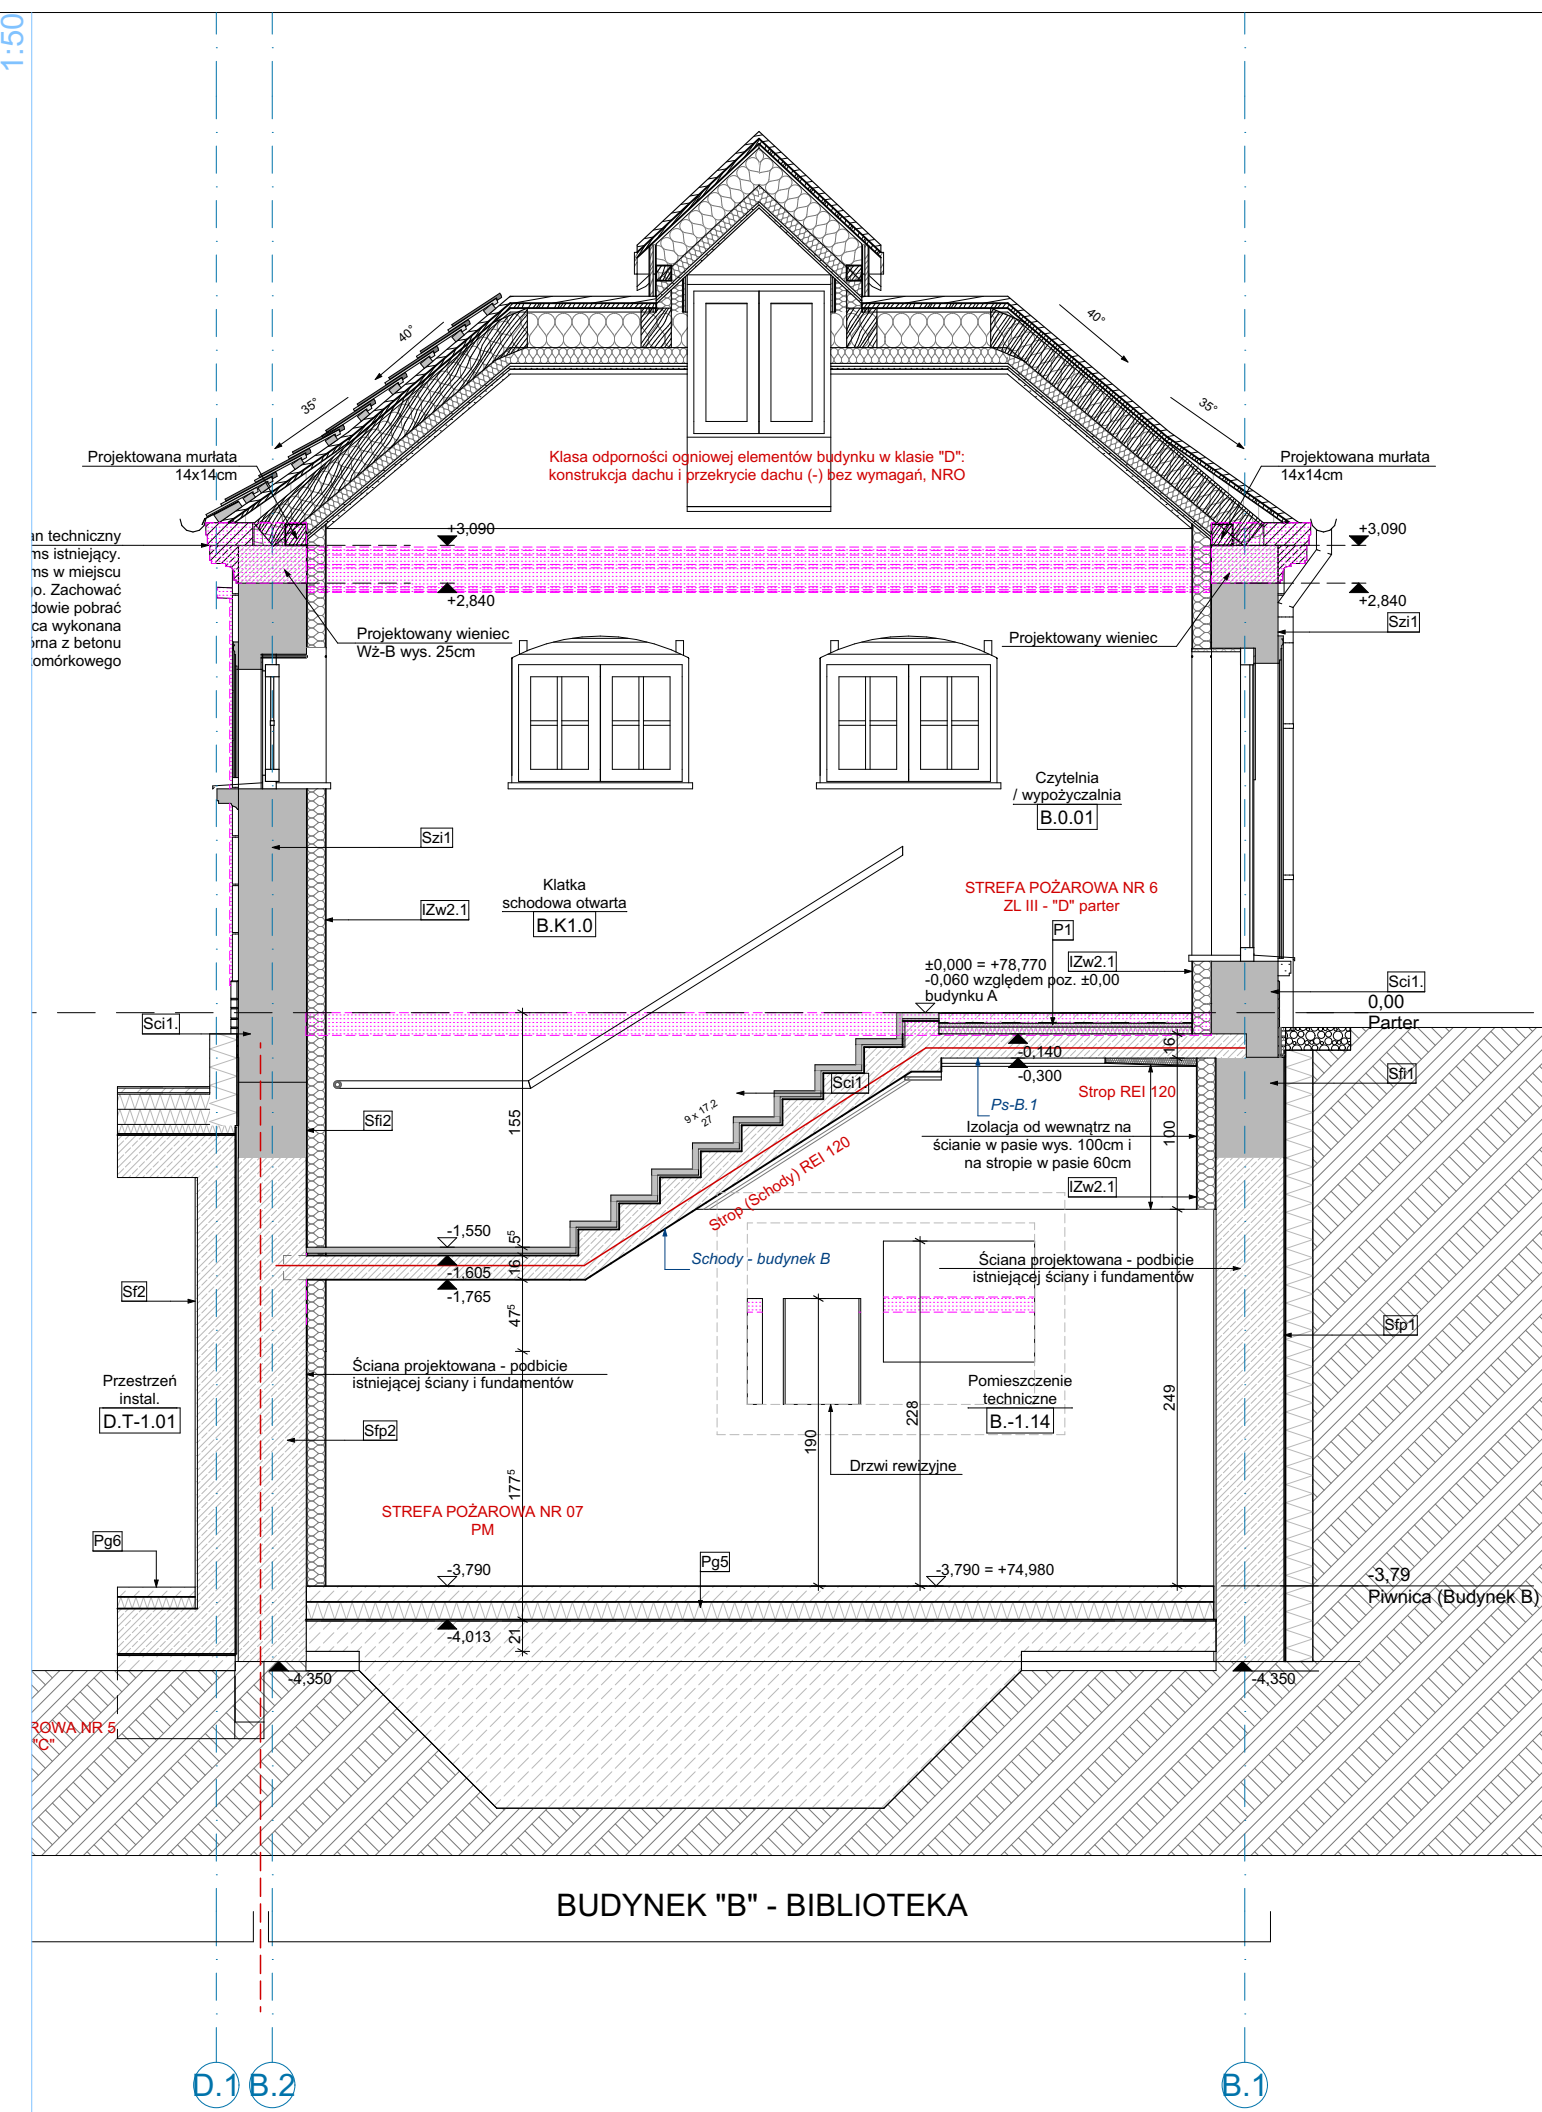 1:50
40°
40°
35°
35°
Projektowana murłata
14x14cm
Klasa odporności ogniowej elementów budynku w klasie "D":
konstrukcja dachu i przekrycie dachu (-) bez wymagań, NRO
Projektowana murłata
14x14cm
techniczny
istniejący.
w miejscu
Zachować
pobrać
wykonana
z betonu
+3,090
+2,840
+3,090
+2,840
Szi1
Projektowany wieniec
Wż-B wys. 25cm
Projektowany wieniec
Czytelnia
/ wypożyczalnia
B.0.01
Szi1
IZw2.1
Klatka
schodowa otwarta
B.K1.0
STREFA POŻAROWA NR 6
ZL III - "D" parter
P1
±0,000 = +78,770
-0,060 względem poz. ±0,00
budynku A
IZw2.1
Sci1.
0,00
Parter
Sci1.
16
-0,140
-0,300
Sci1
Sfi1
Ps-B.1
Strop REI 120
9 x 17,2
27
155
Sfi2
Izolacja od wewnątrz na
ścianie w pasie wys. 100cm i
na stropie w pasie 60cm
100
IZw2.1
Strop (Schody) REI 120
-1,550
5⁵
16
-1,605
-1,765
Schody - budynek B
Ściana projektowana - podbicie
istniejącej ściany i fundamentów
Sf2
47⁵
Sfp1
Ściana projektowana - podbicie
istniejącej ściany i fundamentów
Przestrzeń
instal.
D.T-1.01
Pomieszczenie
techniczne
B.-1.14
249
228
190
Sfp2
Drzwi rewizyjne
177⁵
STREFA POŻAROWA NR 07
PM
Pg6
Pg5
-3,790
-3,790 = +74,980
-3,79
Piwnica (Budynek B)
-4,013
21
-4,350
-4,350
NR 5
"C"
BUDYNEK "B" - BIBLIOTEKA
D.1
B.2
B.1